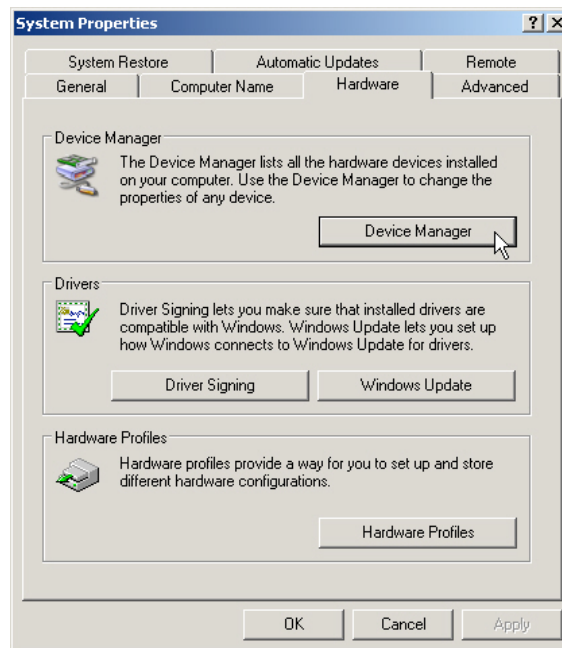 System Properties
System Restore
Automatic Updates
Remote
General
Computer Name
Hardware
Advanced
Device Manager
The Device Manager lists all the hardware devices installed
on your computer. Use the Device Manager to change the
properties of any device.
Device Manager
Drivers
Driver Signing lets you make sure that installed drivers are
compatible with Windows. Windows Update lets you set up
how Windows connects to Windows Update for drivers.
Driver Signing
Windows Update
Hardware Profiles
Hardware profiles provide a way for you to set up and store
different hardware configurations.
Hardware Profiles
OK
Cancel
Apply